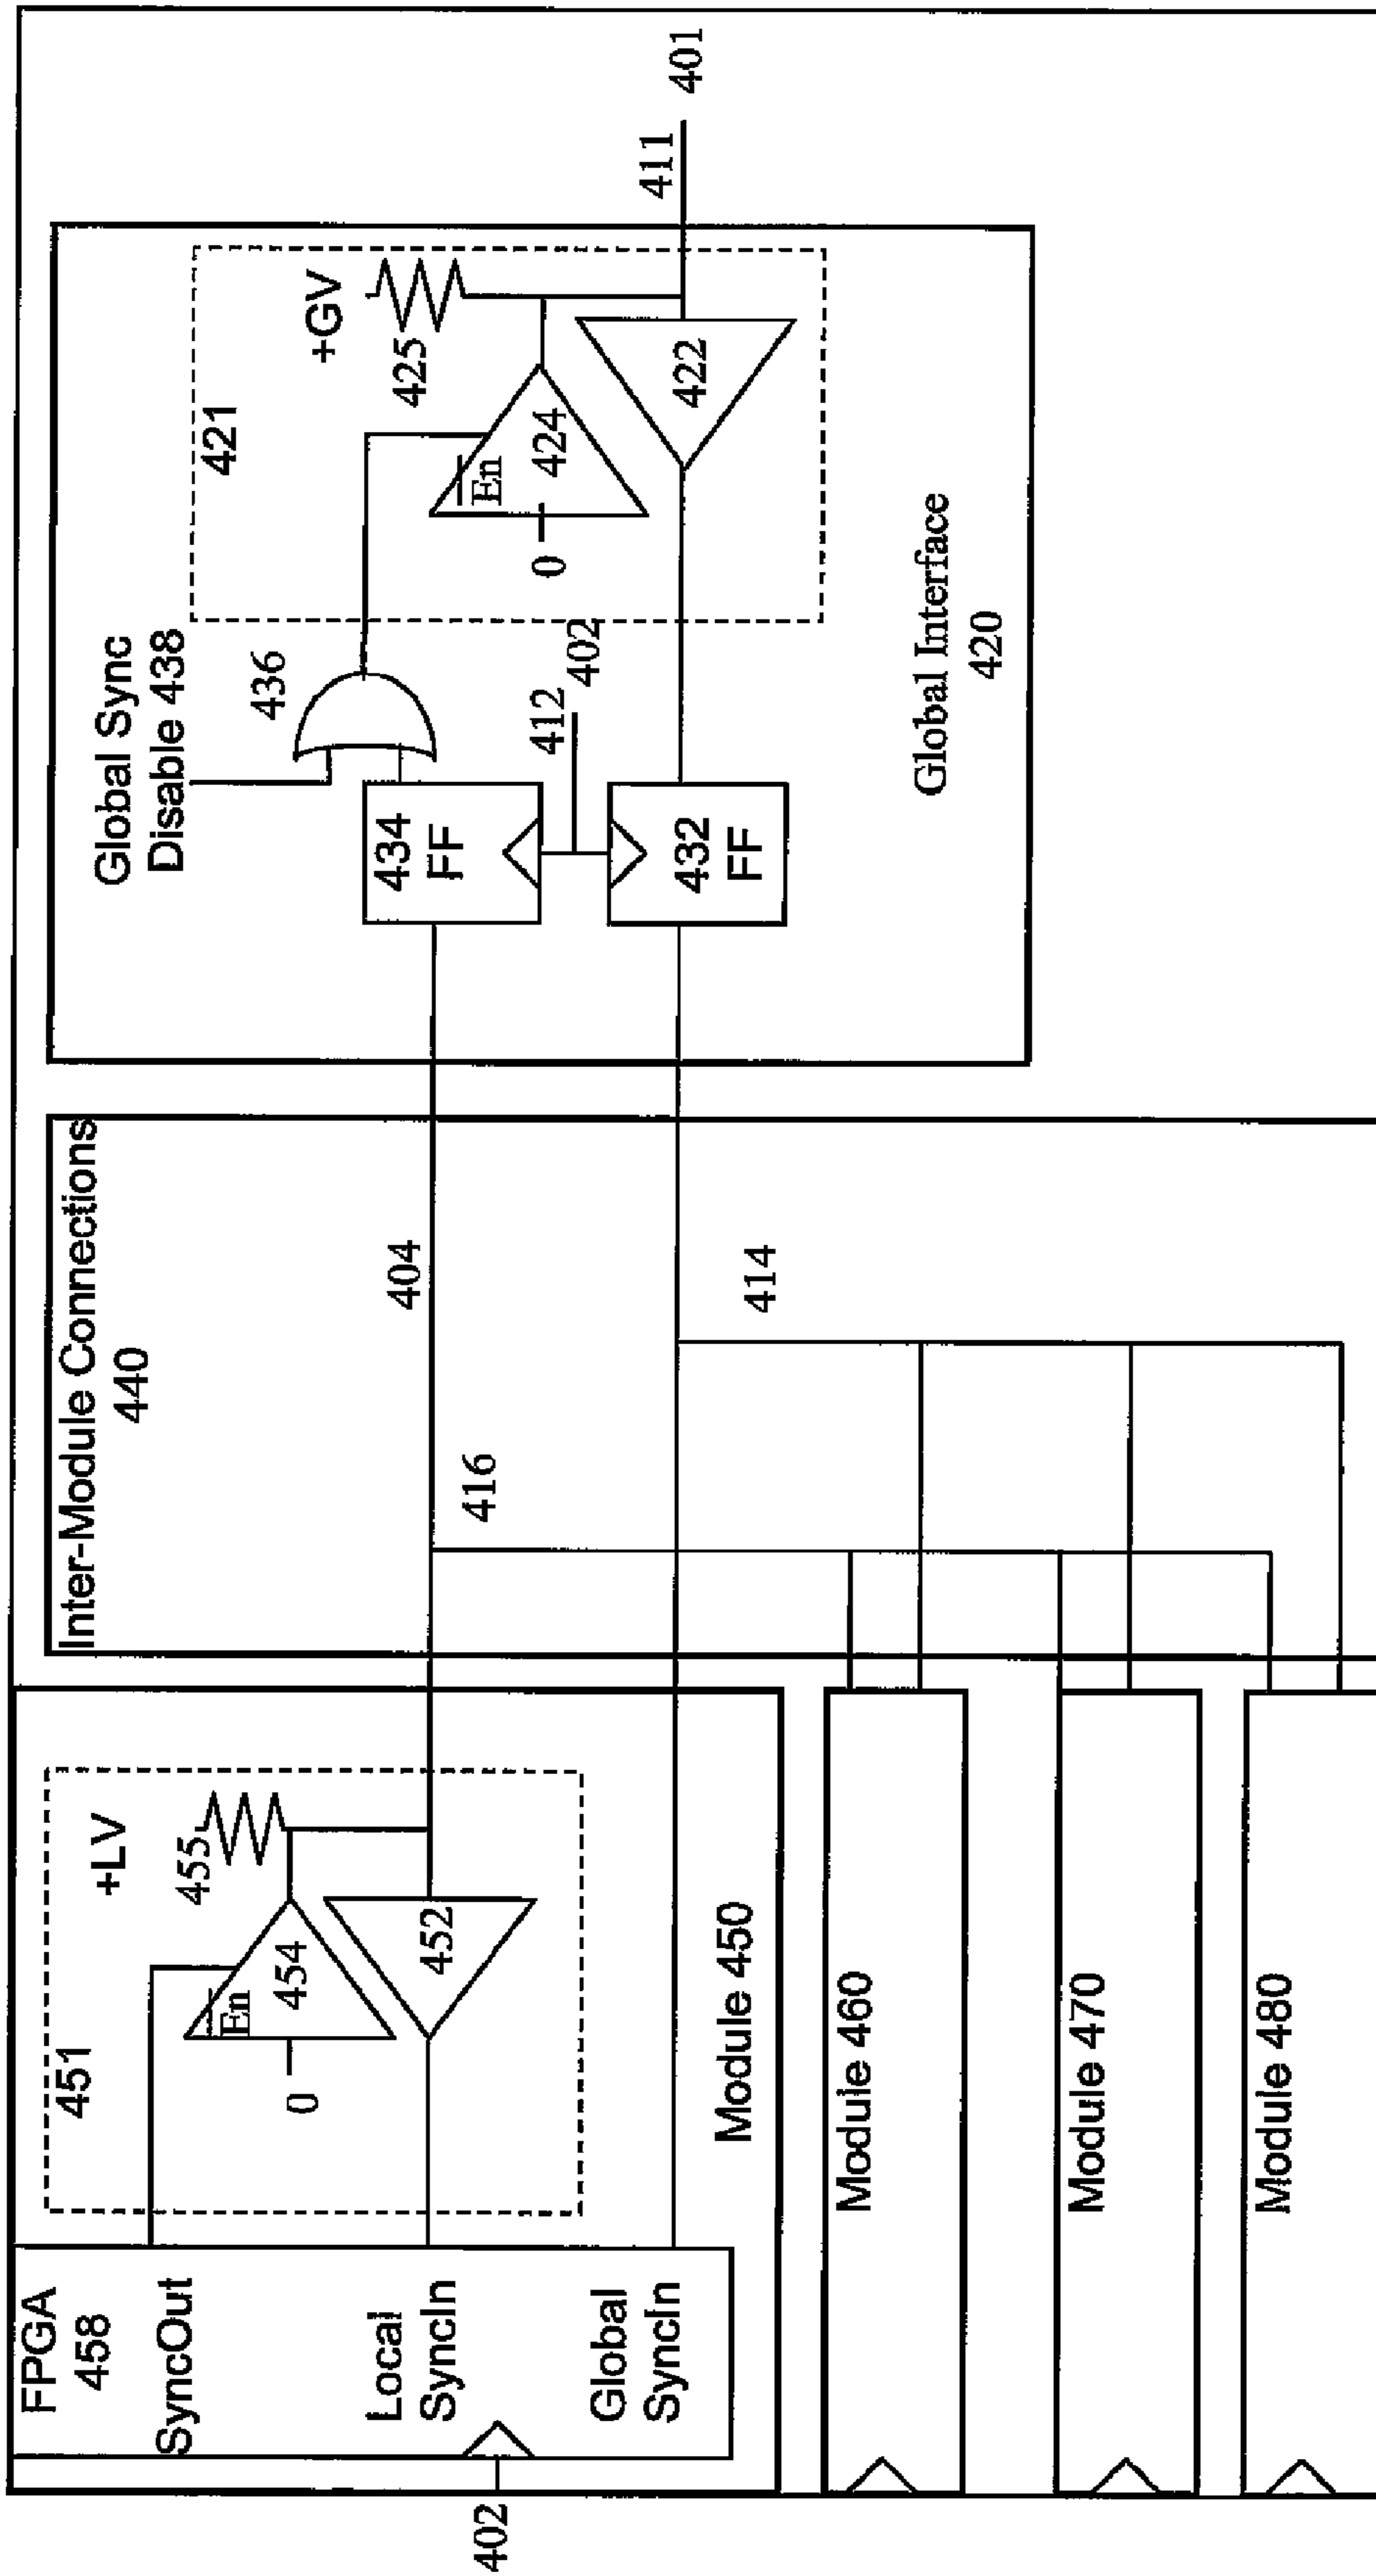 FPGA
458
SyncOut
Local
SyncIn
Global
SyncIn
402
451
+LV
455
En
454
0
452
Module 450
Module 460
Module 470
Module 480
Inter-Module Connections
440
404
416
414
Global Sync
Disable 438
436
434
FF
412
402
432
FF
421
+GV
425
En
424
0
422
411
401
Global Interface
420